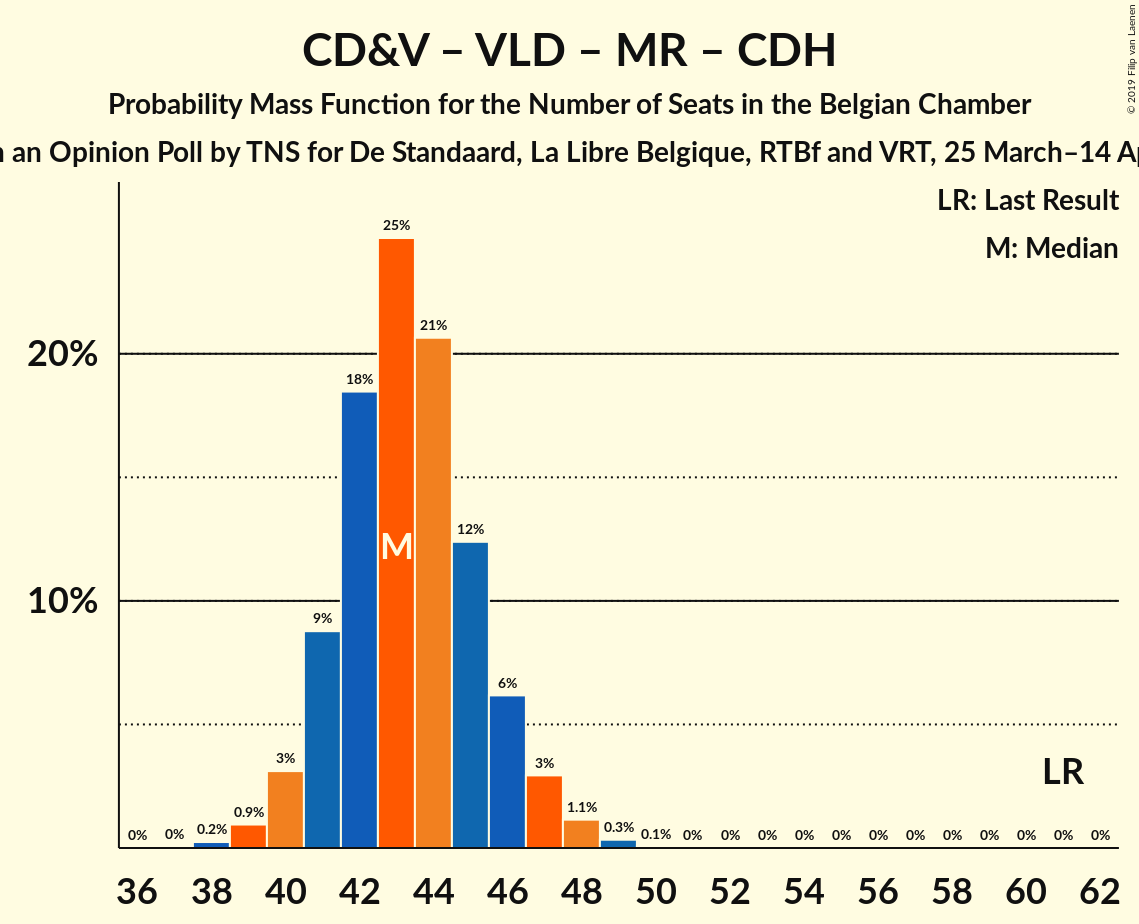 CD&V – VLD – MR – CDH
Probability Mass Function for the Number of Seats in the Belgian Chamber
an Opinion Poll by TNS for De Standaard, La Libre Belgique, RTBf and VRT, 25 March–14
© 2019 Filip van Laenen
LR: Last Result
M: Median
25%
21%
20%
18%
M
12%
10%
9%
6%
LR
3%
3%
0.9%
1.1%
0% 0% 0.2% 0.3% 0.1% 0% 0% 0% 0% 0% 0% 0% 0% 0% 0% 0% 0%
36 38 40 42 44 46 48 50 52 54 56 58 60 62